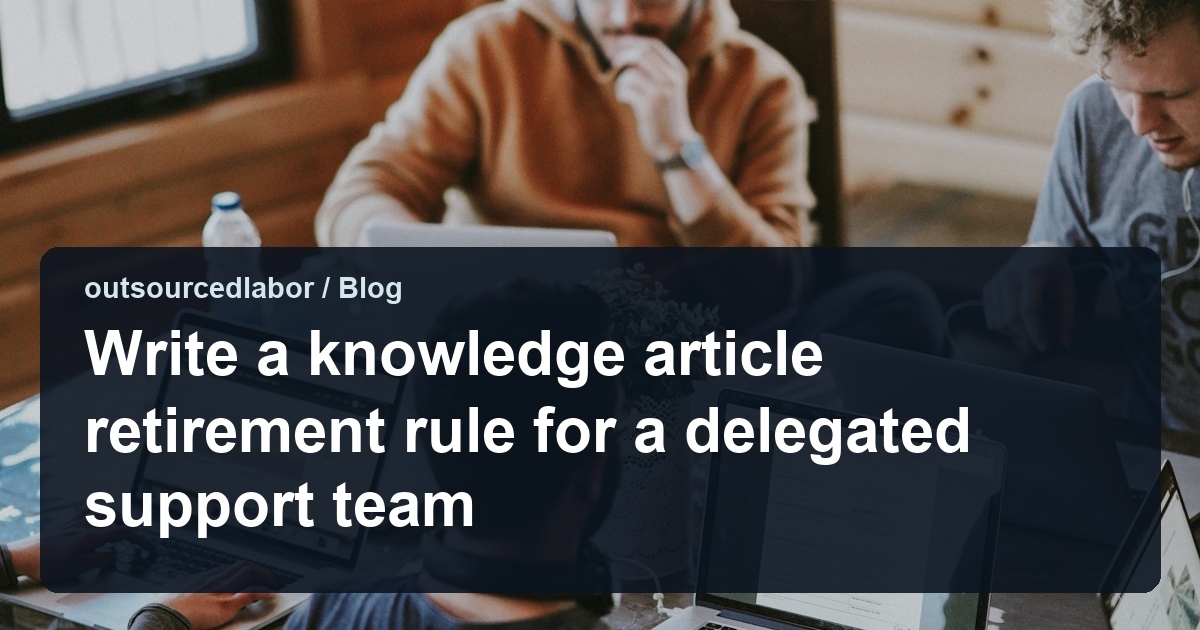 outsourcedlabor / Blog
Write a knowledge article
retirement rule for a delegated
support team